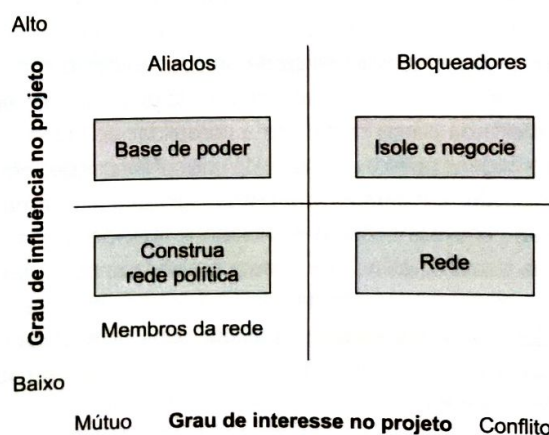 Alto
Aliados
Bloqueadores
Grau de influência no projeto
Base de poder
Isole e negocie
Construa
rede política
Rede
Membros da rede
Baixo
Mútuo
Grau de interesse no projeto
Conflito